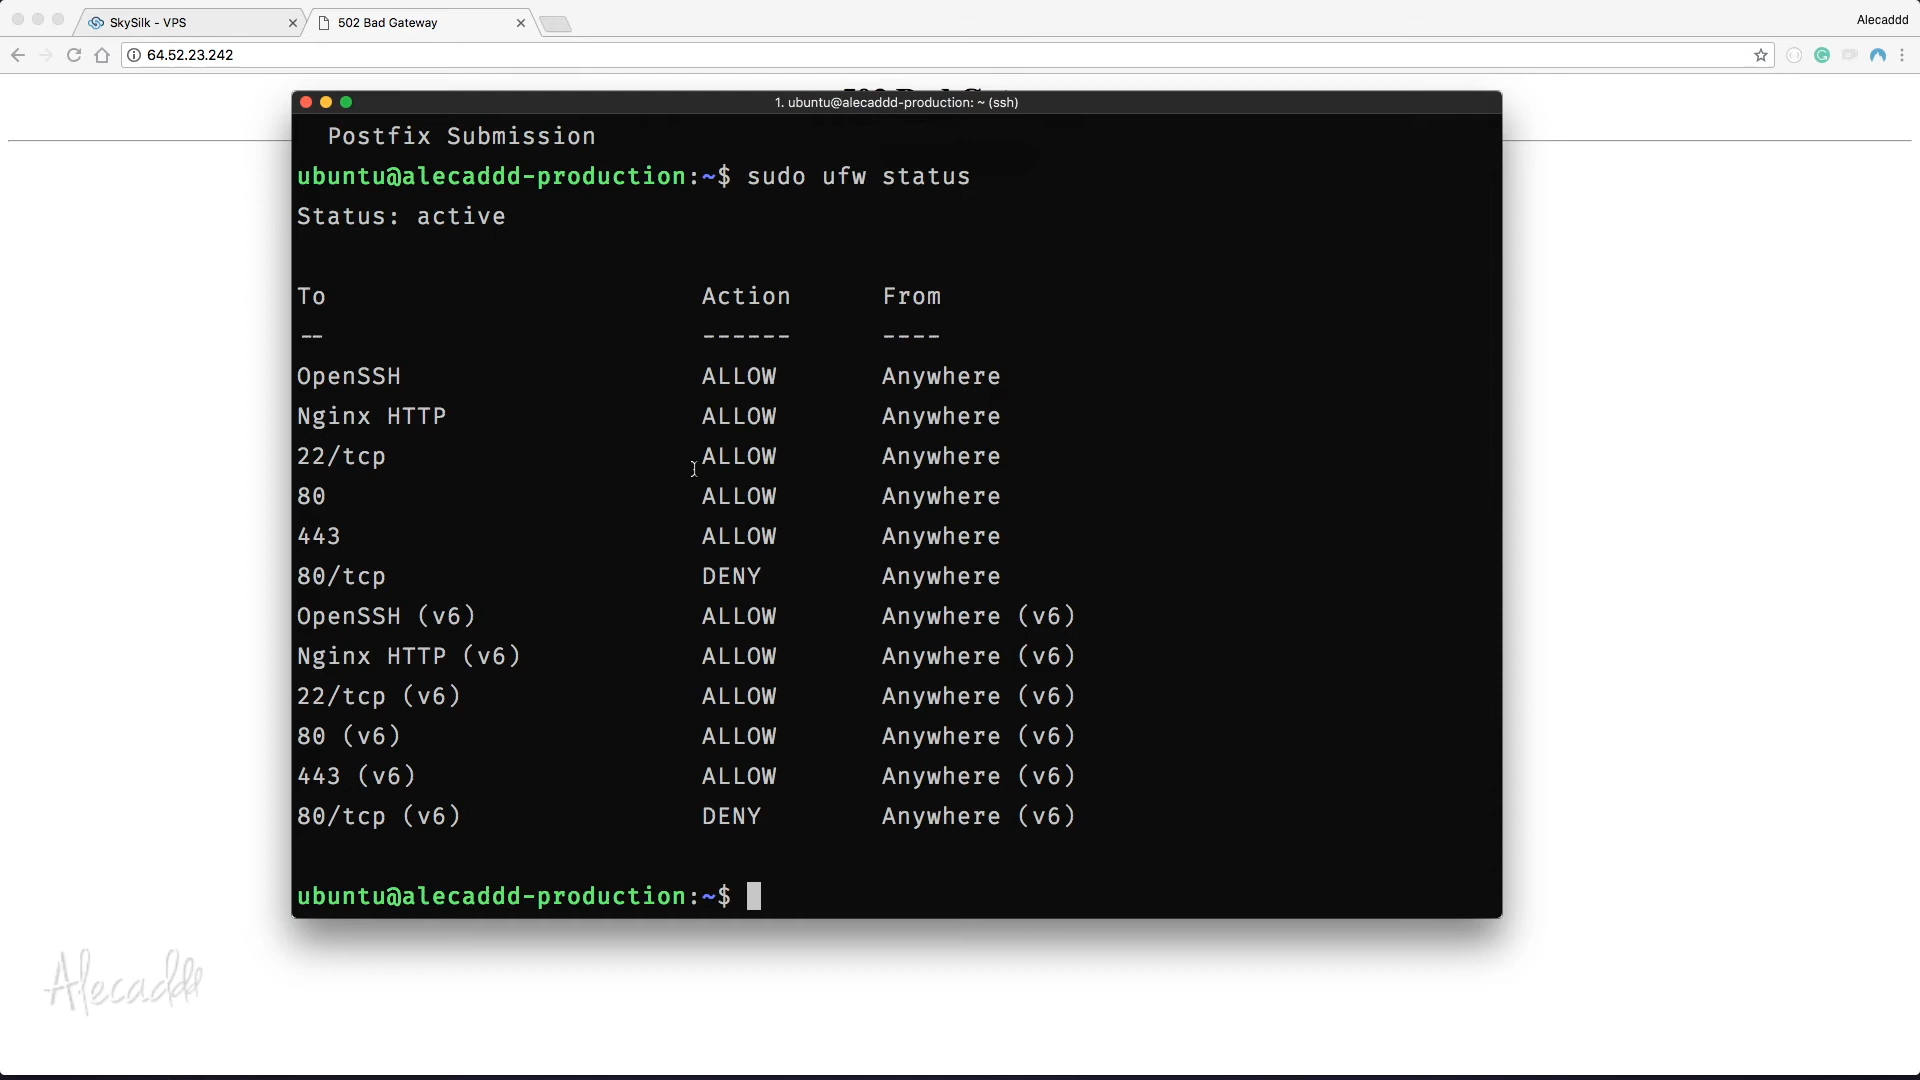 SkySilk - VPS
502 Bad Gateway
Alecaddd
64.52.23.242
1. ubuntu@alecaddd-production: ~ (ssh)
Postfix Submission
ubuntu@alecaddd-production:~$ sudo ufw status
Status: active
To Action From
-- ------ ----
OpenSSH ALLOW Anywhere
Nginx HTTP ALLOW Anywhere
22/tcp ALLOW Anywhere
80 ALLOW Anywhere
443 ALLOW Anywhere
80/tcp DENY Anywhere
OpenSSH (v6) ALLOW Anywhere (v6)
Nginx HTTP (v6) ALLOW Anywhere (v6)
22/tcp (v6) ALLOW Anywhere (v6)
80 (v6) ALLOW Anywhere (v6)
443 (v6) ALLOW Anywhere (v6)
80/tcp (v6) DENY Anywhere (v6)
ubuntu@alecaddd-production:~$
Alecaddd